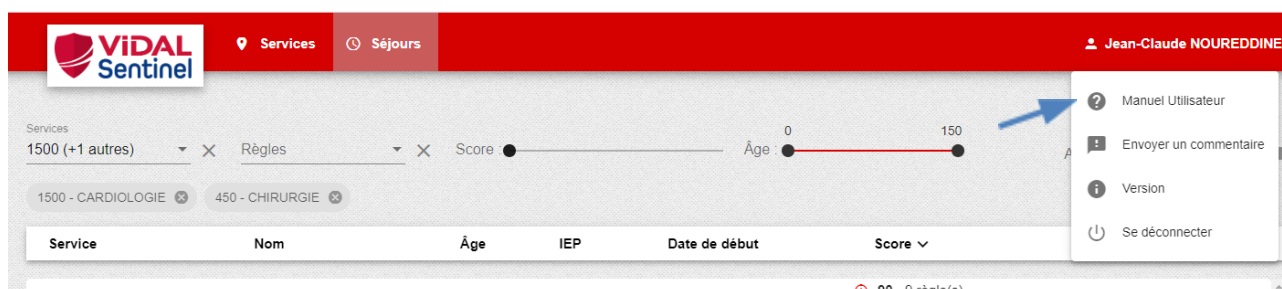 ViDAL Sentinel
Services
Séjours
Jean-Claude NOUREDDINE
Manuel Utilisateur
Envoyer un commentaire
Version
Se déconnecter
Services
1500 (+1 autres)
Règles
Score :
Âge :
0
150
A
1500 - CARDIOLOGIE
450 - CHIRURGIE
Service
Nom
Âge
IEP
Date de début
Score